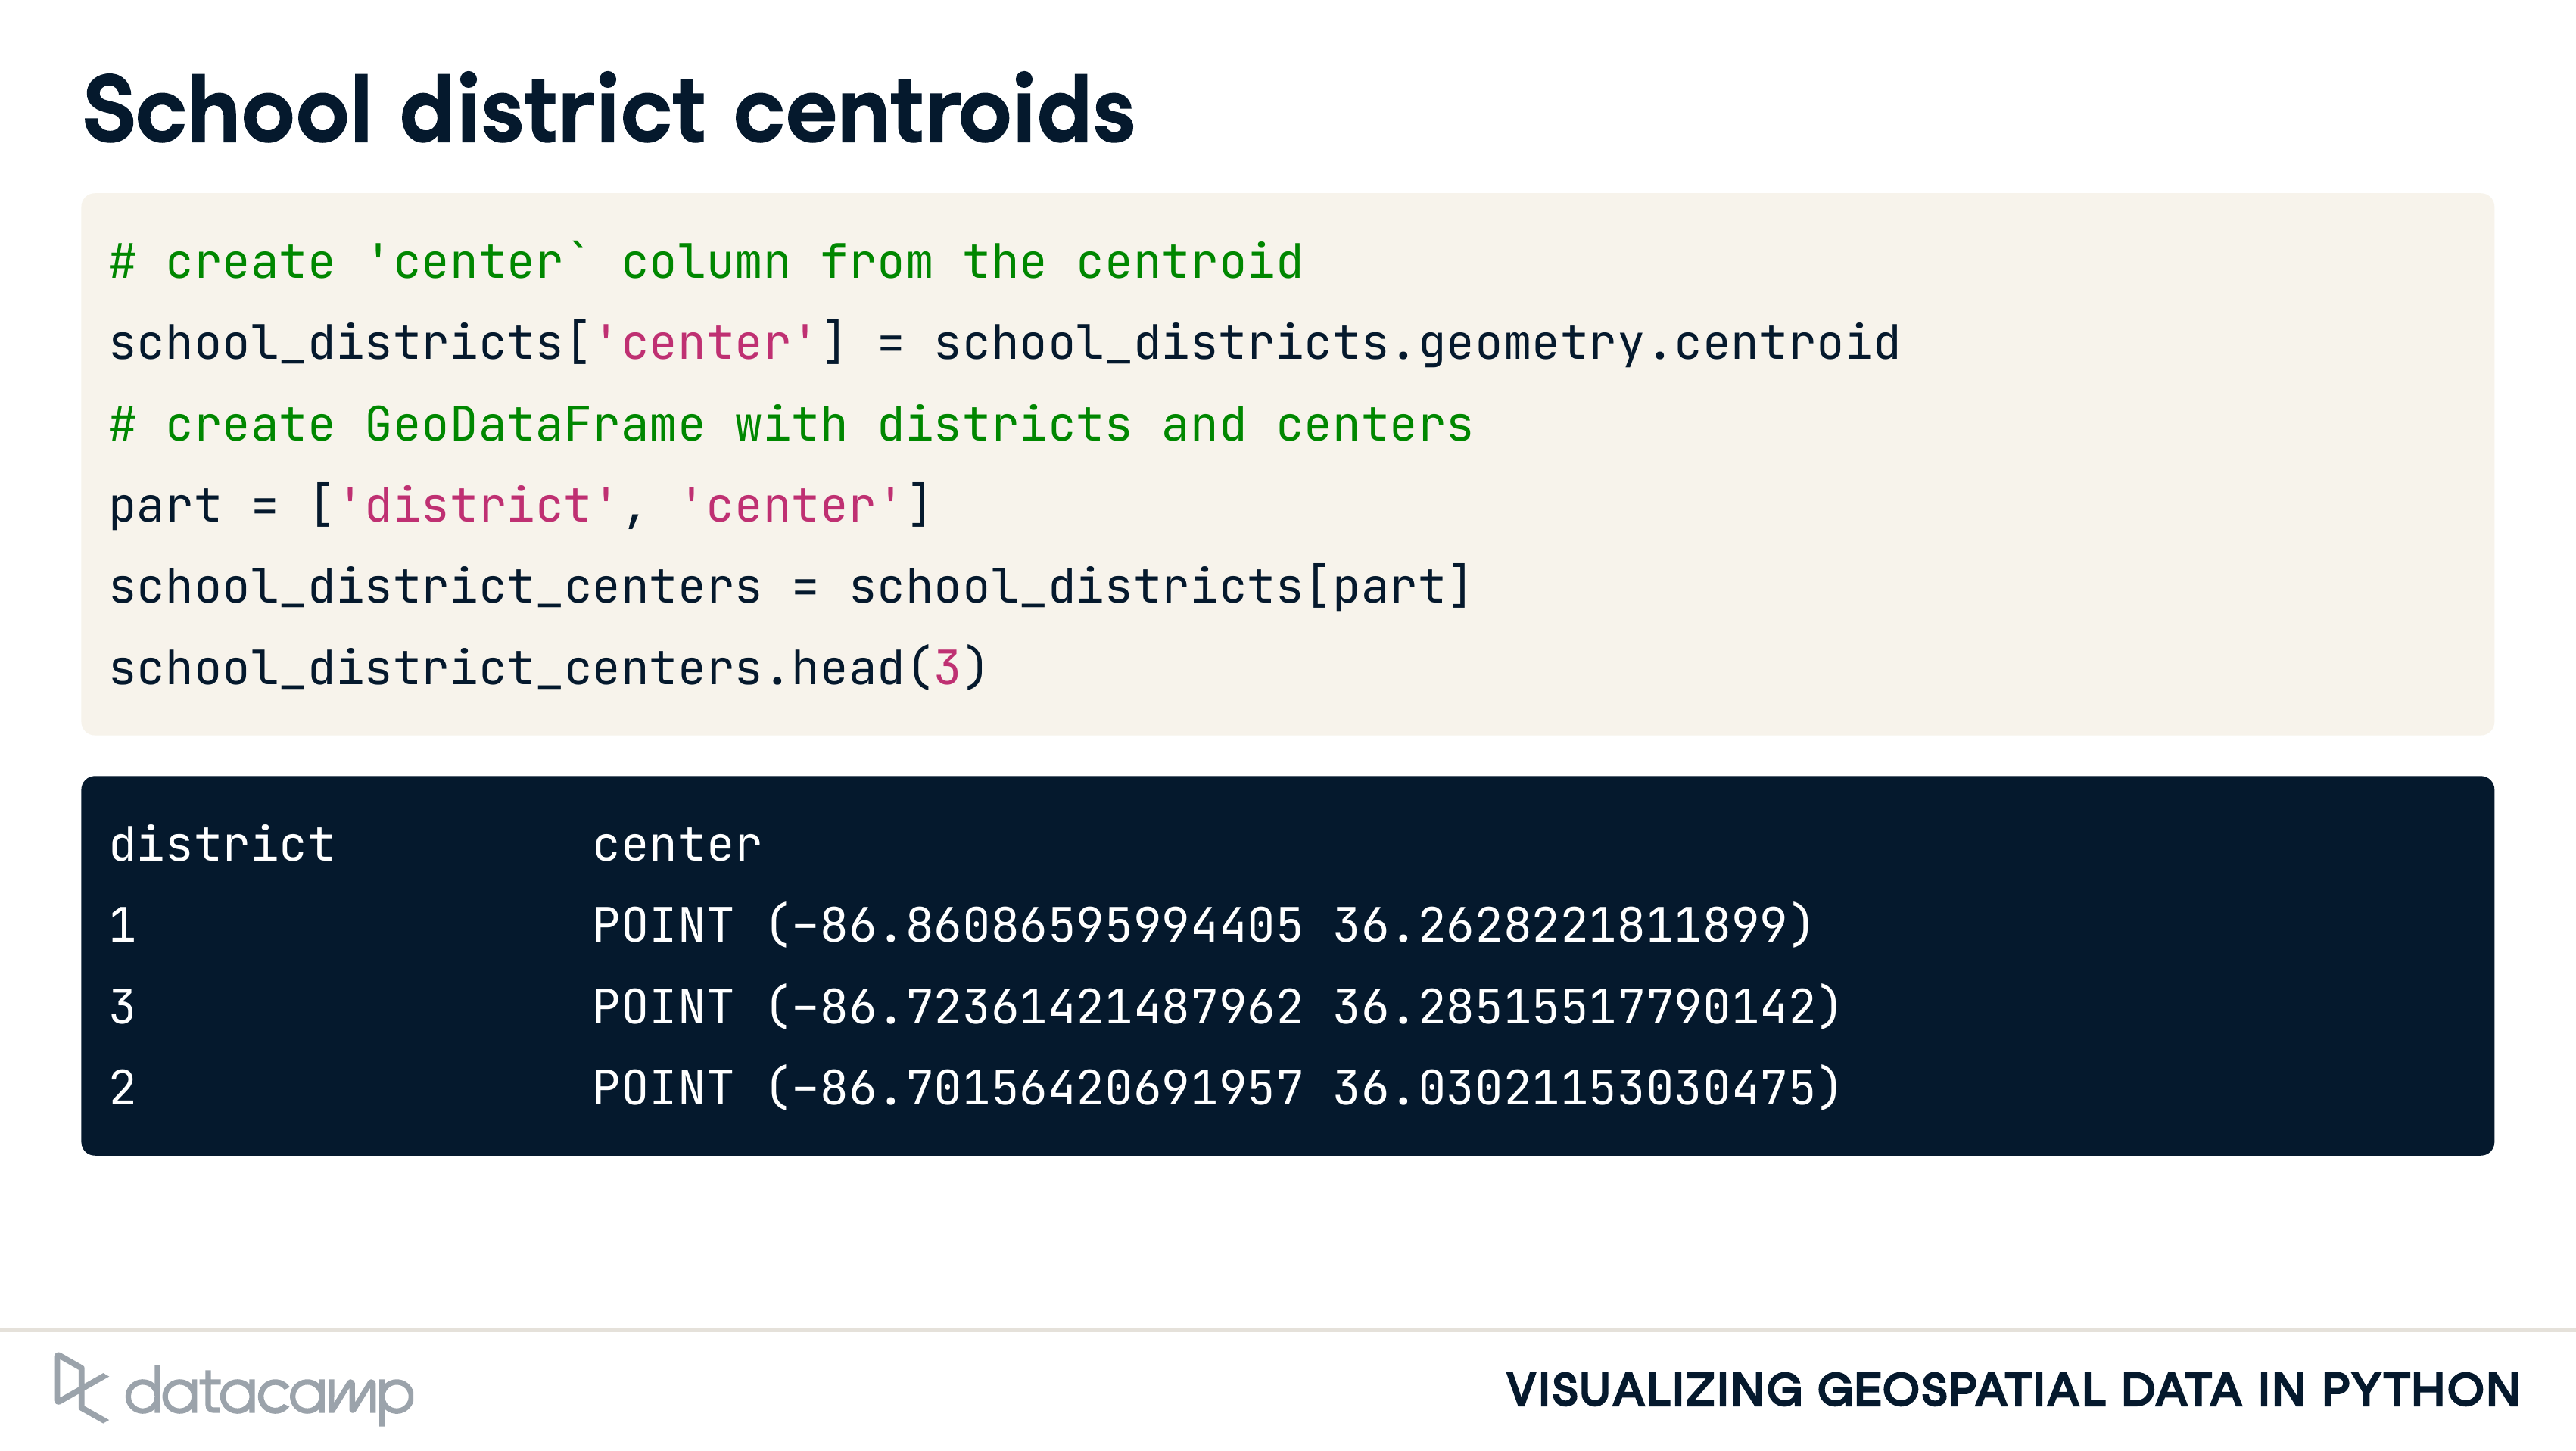 School district centroids
# create 'center` column from the centroid
school_districts['center'] = school_districts.geometry.centroid
# create GeoDataFrame with districts and centers
part = ['district', 'center']
school_district_centers = school_districts[part]
school_district_centers.head(3)
district center
1 POINT (-86.86086595994405 36.2628221811899)
3 POINT (-86.72361421487962 36.28515517790142)
2 POINT (-86.70156420691957 36.03021153030475)
datacamp
VISUALIZING GEOSPATIAL DATA IN PYTHON